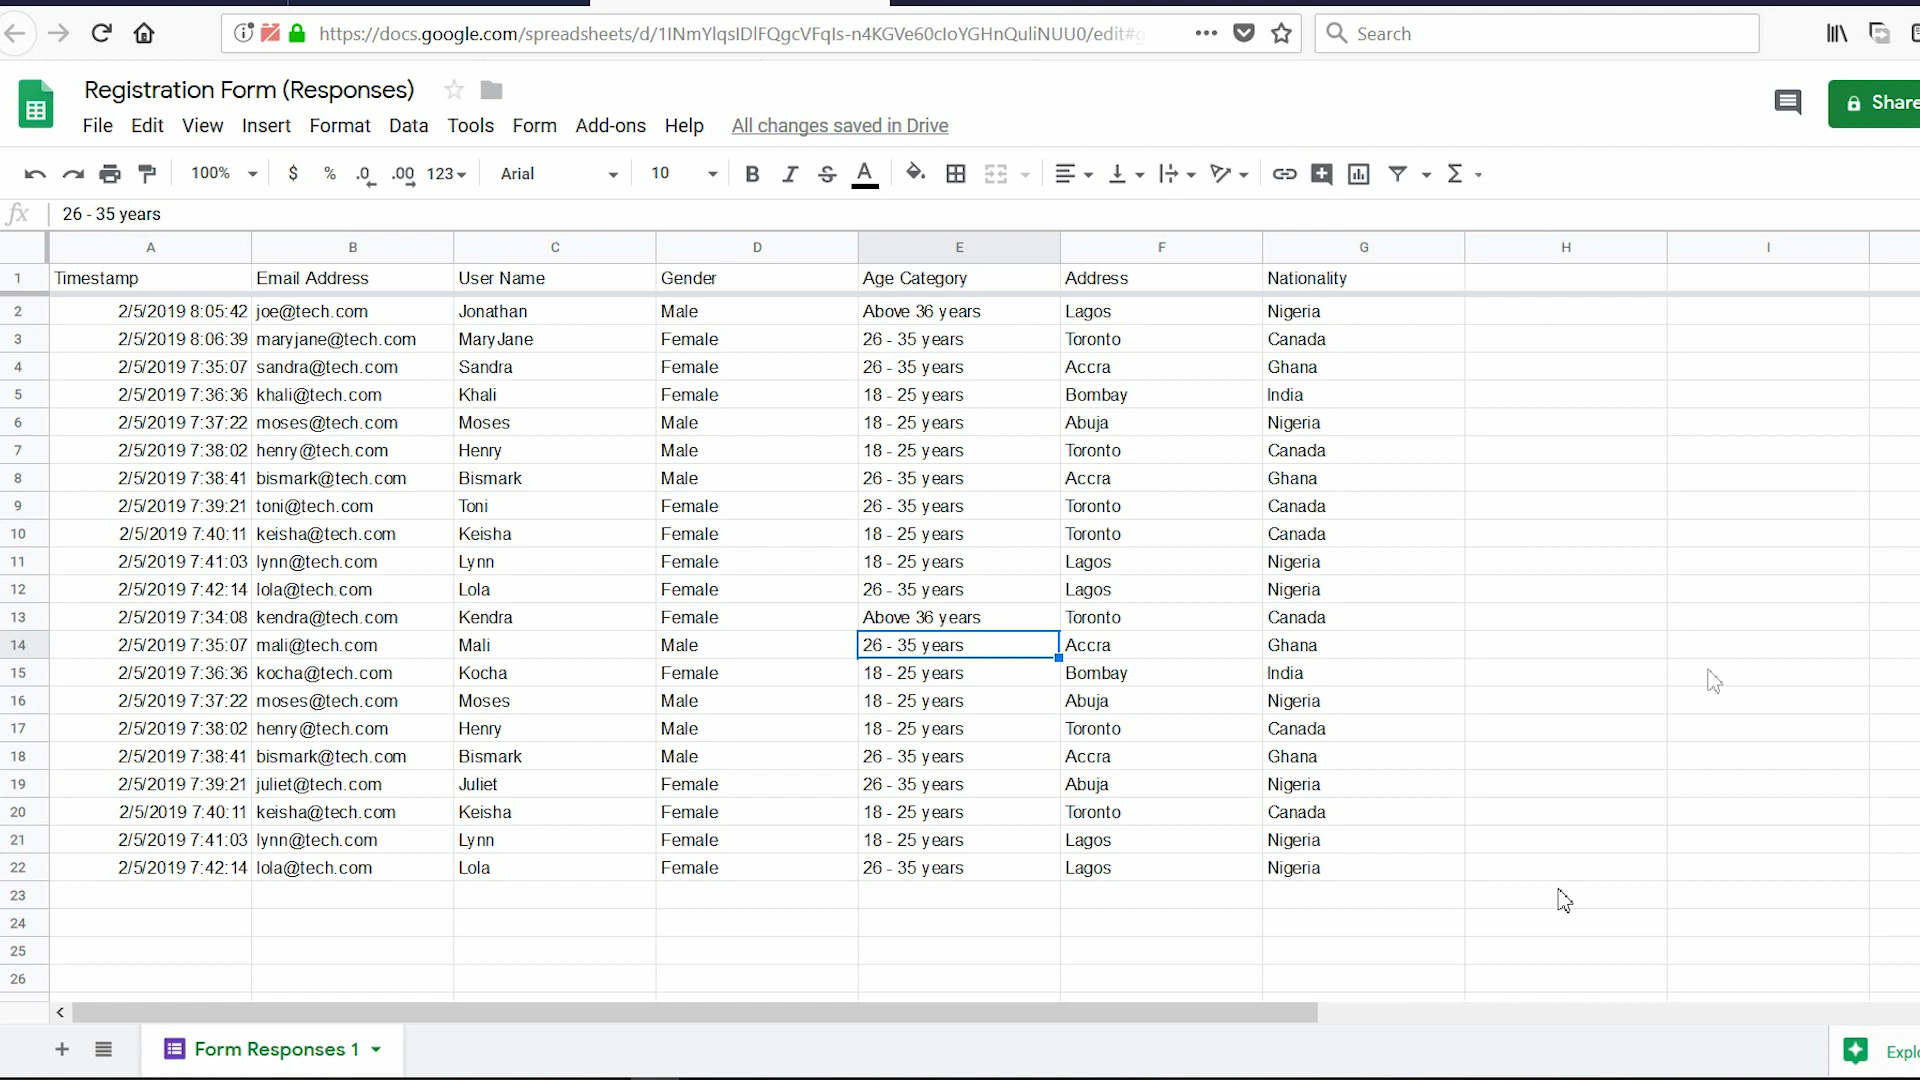 https://docs.google.com/spreadsheets/d/1INmYlqsIDlFQgcVFqIs-n4KGVe60cIoYGHnQuliNUU0/edit#g
Search
Registration Form (Responses)
Share
File Edit View Insert Format Data Tools Form Add-ons Help All changes saved in Drive
100% $ % .0 .00 123 Arial 10 B I S A Σ
fx 26 - 35 years
A B C D E F G H I
1 Timestamp Email Address User Name Gender Age Category Address Nationality
2 2/5/2019 8:05:42 joe@tech.com Jonathan Male Above 36 years Lagos Nigeria
3 2/5/2019 8:06:39 maryjane@tech.com MaryJane Female 26 - 35 years Toronto Canada
4 2/5/2019 7:35:07 sandra@tech.com Sandra Female 26 - 35 years Accra Ghana
5 2/5/2019 7:36:36 khali@tech.com Khali Female 18 - 25 years Bombay India
6 2/5/2019 7:37:22 moses@tech.com Moses Male 18 - 25 years Abuja Nigeria
7 2/5/2019 7:38:02 henry@tech.com Henry Male 18 - 25 years Toronto Canada
8 2/5/2019 7:38:41 bismark@tech.com Bismark Male 26 - 35 years Accra Ghana
9 2/5/2019 7:39:21 toni@tech.com Toni Female 26 - 35 years Toronto Canada
10 2/5/2019 7:40:11 keisha@tech.com Keisha Female 18 - 25 years Toronto Canada
11 2/5/2019 7:41:03 lynn@tech.com Lynn Female 18 - 25 years Lagos Nigeria
12 2/5/2019 7:42:14 lola@tech.com Lola Female 26 - 35 years Lagos Nigeria
13 2/5/2019 7:34:08 kendra@tech.com Kendra Female Above 36 years Toronto Canada
14 2/5/2019 7:35:07 mali@tech.com Mali Male 26 - 35 years Accra Ghana
15 2/5/2019 7:36:36 kocha@tech.com Kocha Female 18 - 25 years Bombay India
16 2/5/2019 7:37:22 moses@tech.com Moses Male 18 - 25 years Abuja Nigeria
17 2/5/2019 7:38:02 henry@tech.com Henry Male 18 - 25 years Toronto Canada
18 2/5/2019 7:38:41 bismark@tech.com Bismark Male 26 - 35 years Accra Ghana
19 2/5/2019 7:39:21 juliet@tech.com Juliet Female 26 - 35 years Abuja Nigeria
20 2/5/2019 7:40:11 keisha@tech.com Keisha Female 18 - 25 years Toronto Canada
21 2/5/2019 7:41:03 lynn@tech.com Lynn Female 18 - 25 years Lagos Nigeria
22 2/5/2019 7:42:14 lola@tech.com Lola Female 26 - 35 years Lagos Nigeria
23
24
25
26
Form Responses 1
Explo